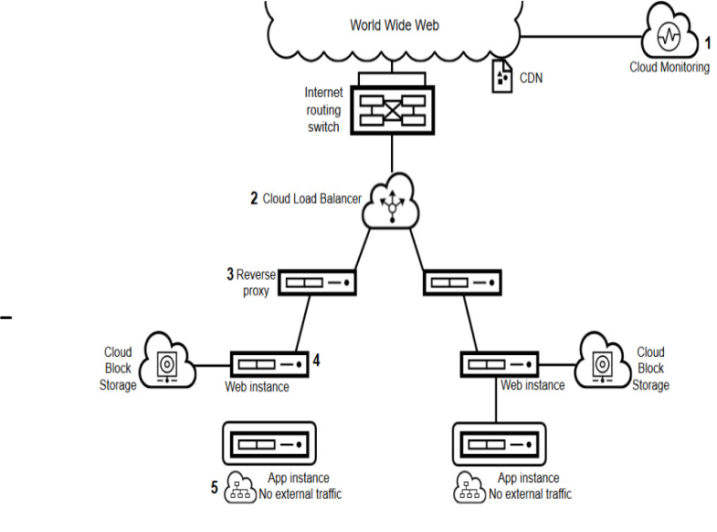 World Wide Web
1
Cloud Monitoring
CDN
Internet
routing
switch
2 Cloud Load Balancer
3 Reverse
proxy
Cloud
Block
Storage
4
Web instance
Web instance
Cloud
Block
Storage
5
App instance
No external traffic
App instance
No external traffic